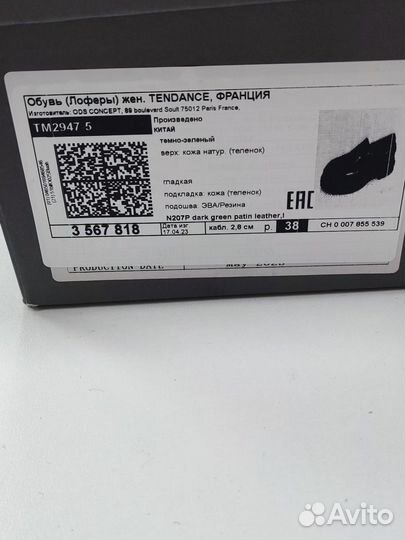 Обувь (Лоферы) жен. TENDANCE, ФРАНЦИЯ
Изготовитель: ODS CONCEPT, 89 boulevard Soult 75012 Paris France,
TM2947 5
Произведено
КИТАЙ
темно-зеленый
верх: кожа натур. (теленок)
гладкая
подкладка: кожа (теленок)
подошва: ЭВА/Резина
N207P dark green patin leather,l
EAC
3 567 818
Дата изг
17.04.23
кабл. 2,8 см
р. 38
CH 0 007 855 539
PRODUCTION DATE
Avito